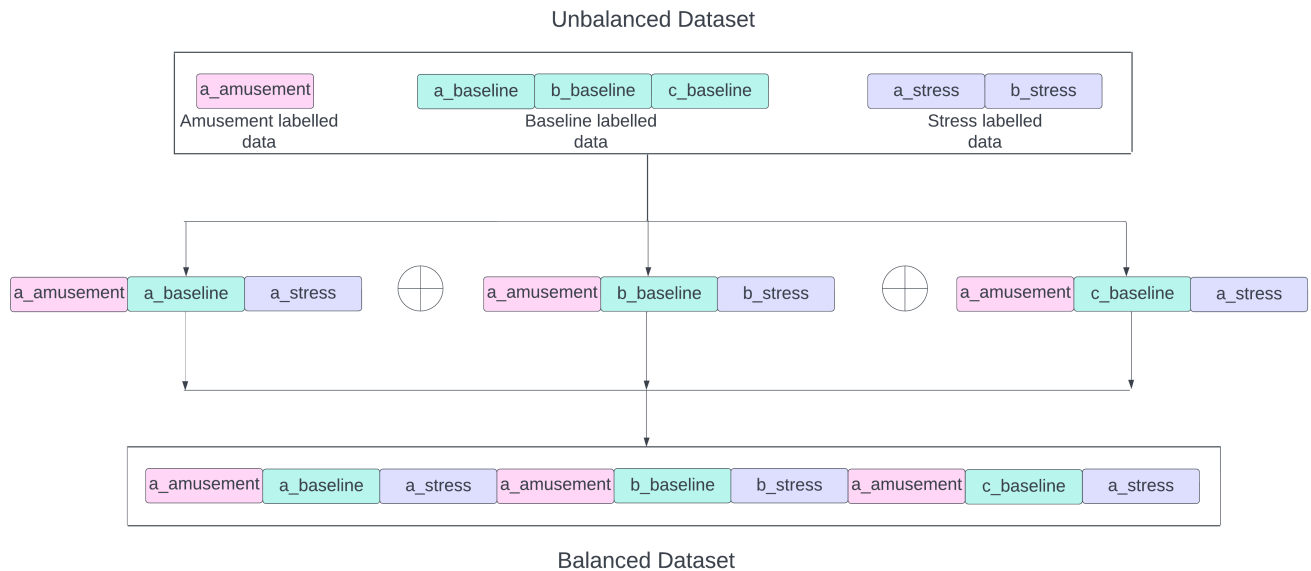 Unbalanced Dataset
a_amusement a_baseline b_baseline c_baseline a_stress b_stress
Amusement labelled Baseline labelled Stress labelled
data data data
a_amusement a_baseline a_stress a_amusement b_baseline b_stress a_amusement c_baseline a_stress
a_amusement a_baseline a_stress a_amusement b_baseline b_stress a_amusement c_baseline a_stress
Balanced Dataset